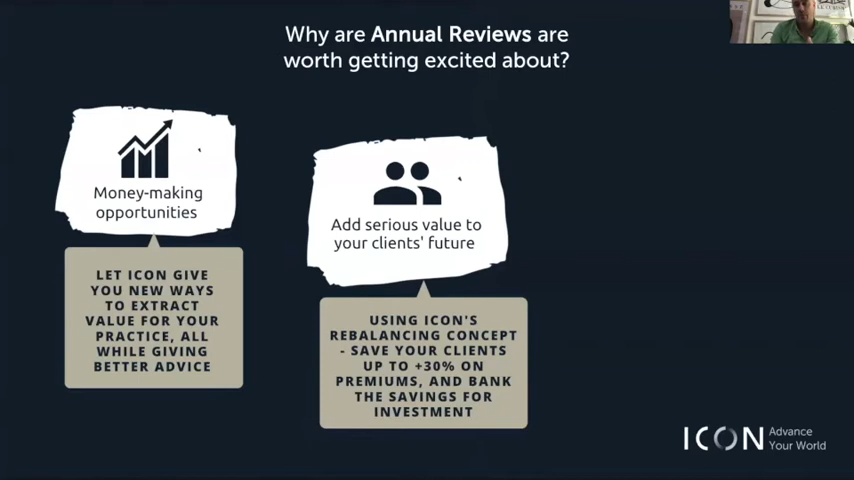 Why are Annual Reviews are
worth getting excited about?
Money-making
opportunities
LET ICON GIVE
YOU NEW WAYS
TO EXTRACT
VALUE FOR YOUR
PRACTICE, ALL
WHILE GIVING
BETTER ADVICE
Add serious value to
your clients' future
USING ICON'S
REBALANCING CONCEPT
- SAVE YOUR CLIENTS
UP TO +30% ON
PREMIUMS, AND BANK
THE SAVINGS FOR
INVESTMENT
ICON
Advance
Your World